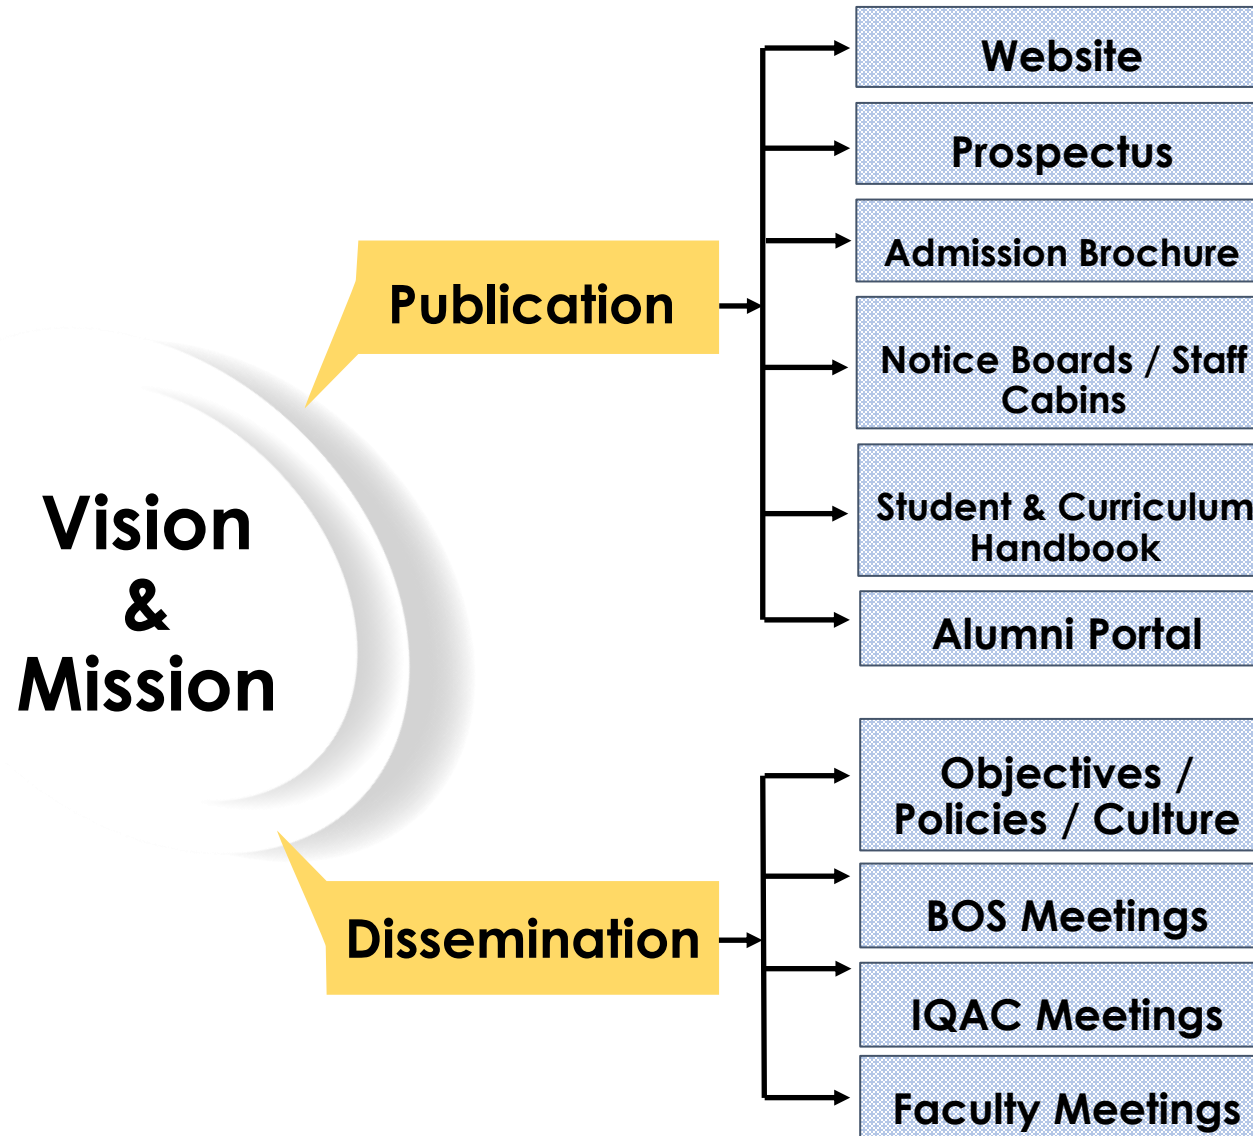 Vision
&
Mission
Publication
Website
Prospectus
Admission Brochure
Notice Boards / Staff
Cabins
Student & Curriculum
Handbook
Alumni Portal
Dissemination
Objectives /
Policies / Culture
BOS Meetings
IQAC Meetings
Faculty Meetings